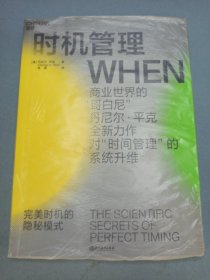 时机管理
WHEN
商业世界的
“哥白尼”
丹尼尔·平克
全新力作
对“时间管理”的
系统升维
完美时机的
隐秘模式
THE SCIENTIFIC
SECRETS OF
PERFECT TIMING